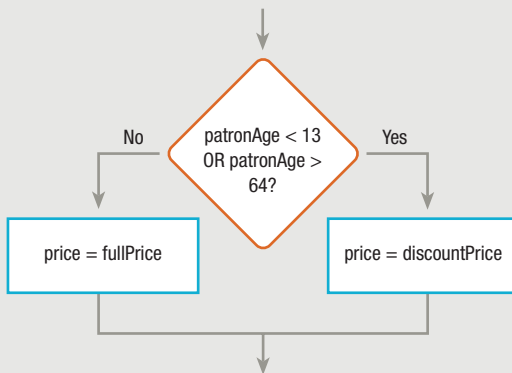 No
patronAge < 13
OR patronAge >
64?
Yes
price = fullPrice
price = discountPrice